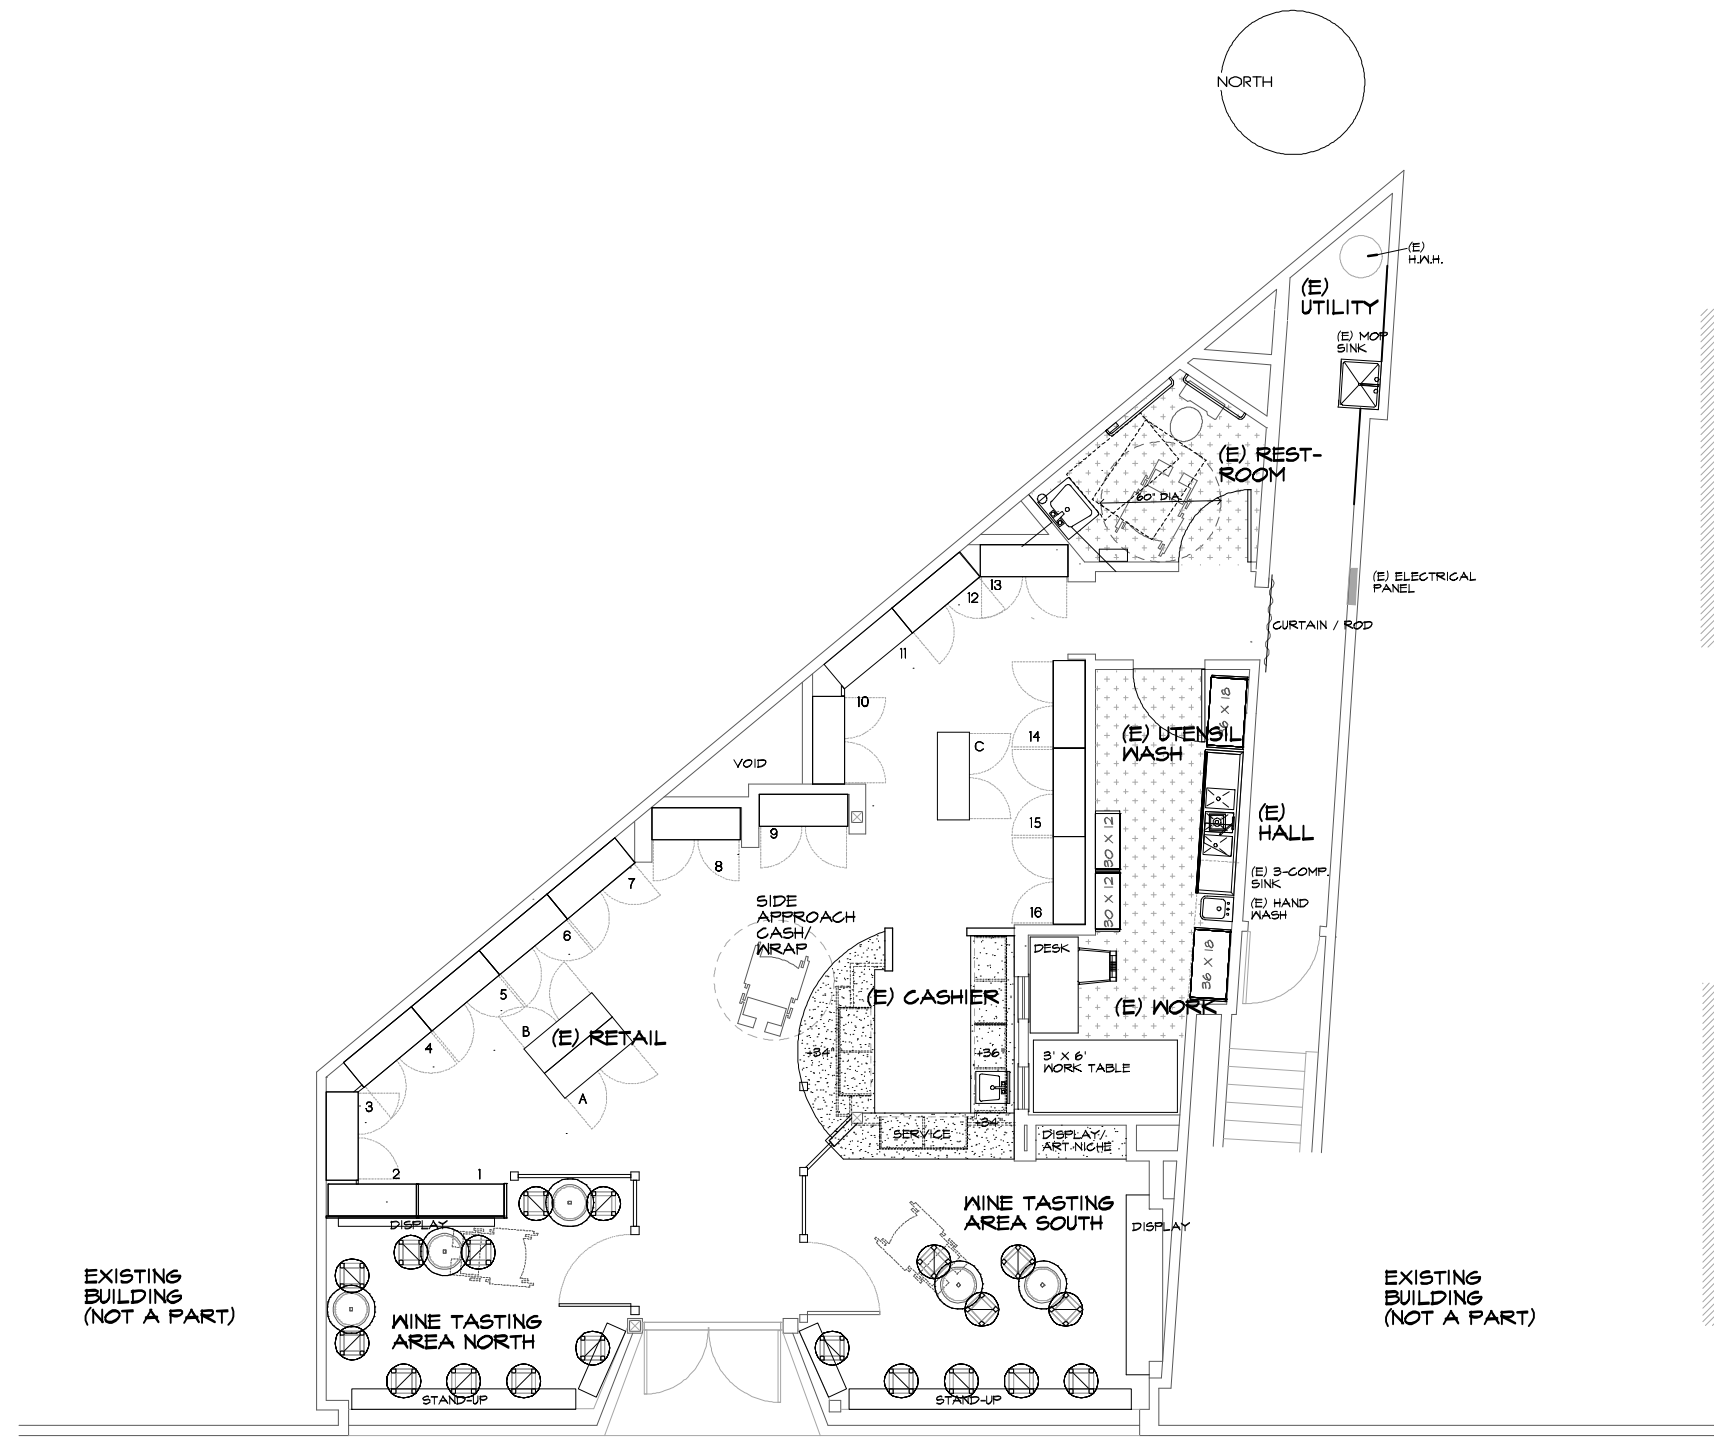 NORTH
(E)
H.W.H.
(E)
UTILITY
(E) MOP
SINK
(E) REST-
ROOM
60" DIA.
(E) ELECTRICAL
PANEL
CURTAIN / ROD
13
12
11
10
14
C
(E) UTENSIL
WASH
36 X 18
VOID
15
9
8
30 X 12
(E)
HALL
7
(E) 3-COMP.
SINK
30 X 12
16
(E) HAND
WASH
SIDE
APPROACH
CASH/
WRAP
6
DESK
36 X 18
5
(E) CASHIER
(E) WORK
B
(E) RETAIL
4
+34"
+36"
3' X 6'
WORK TABLE
A
3
+34"
SERVICE
DISPLAY/
ART NICHE
2
1
DISPLAY
WINE TASTING
AREA SOUTH
DISPLAY
EXISTING
BUILDING
(NOT A PART)
WINE TASTING
AREA NORTH
EXISTING
BUILDING
(NOT A PART)
STAND-UP
STAND-UP